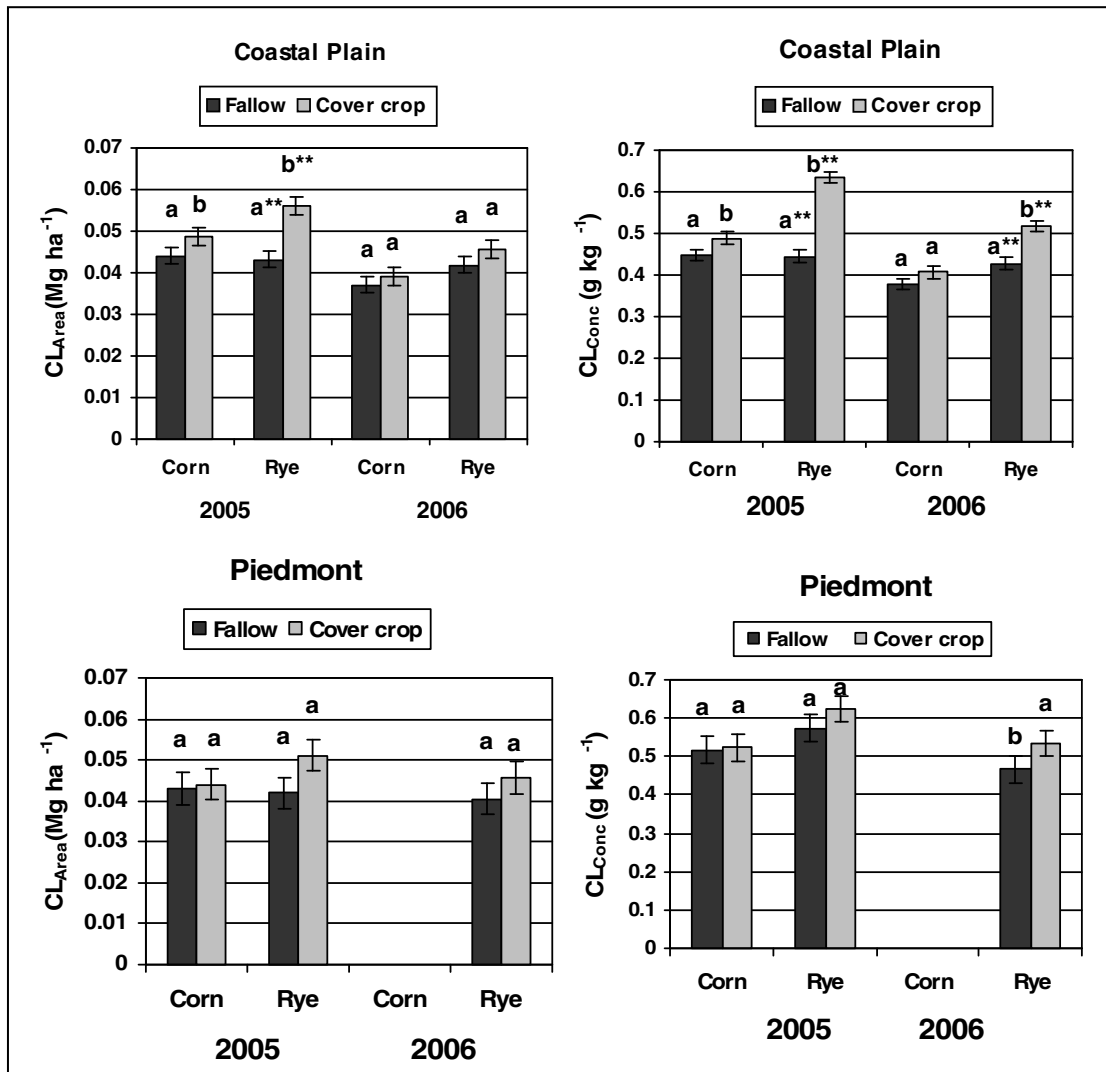 Coastal Plain
Fallow Cover crop
CL_Area (Mg ha⁻¹)
0.07
0.06
0.05
0.04
0.03
0.02
0.01
0
a b a** b** a a a a
Corn Rye Corn Rye
2005 2006
Coastal Plain
Fallow Cover crop
CL_Conc (g kg⁻¹)
0.7
0.6
0.5
0.4
0.3
0.2
0.1
0
a b a** b** a a a** b**
Corn Rye Corn Rye
2005 2006
Piedmont
Fallow Cover crop
CL_Area (Mg ha⁻¹)
0.07
0.06
0.05
0.04
0.03
0.02
0.01
0
a a a a a a
Corn Rye Corn Rye
2005 2006
Piedmont
Fallow Cover crop
CL_Conc (g kg⁻¹)
0.7
0.6
0.5
0.4
0.3
0.2
0.1
0
a a a a b a
Corn Rye Corn Rye
2005 2006